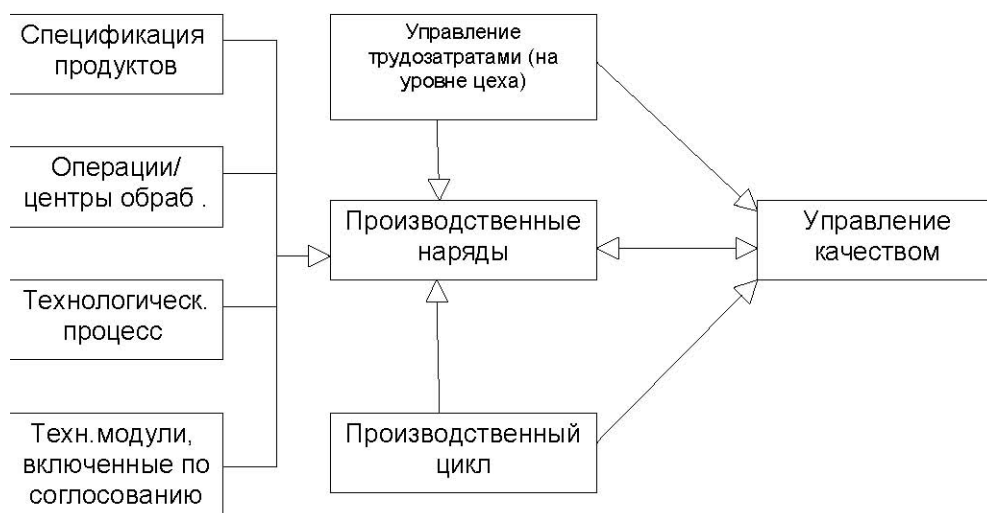 Спецификация
продуктов
Операции/
центры обраб .
Технологическ.
процесс
Техн.модули,
включенные по
соглосованию
Управление
трудозатратами (на
уровне цеха)
Производственные
наряды
Производственный
цикл
Управление
качеством